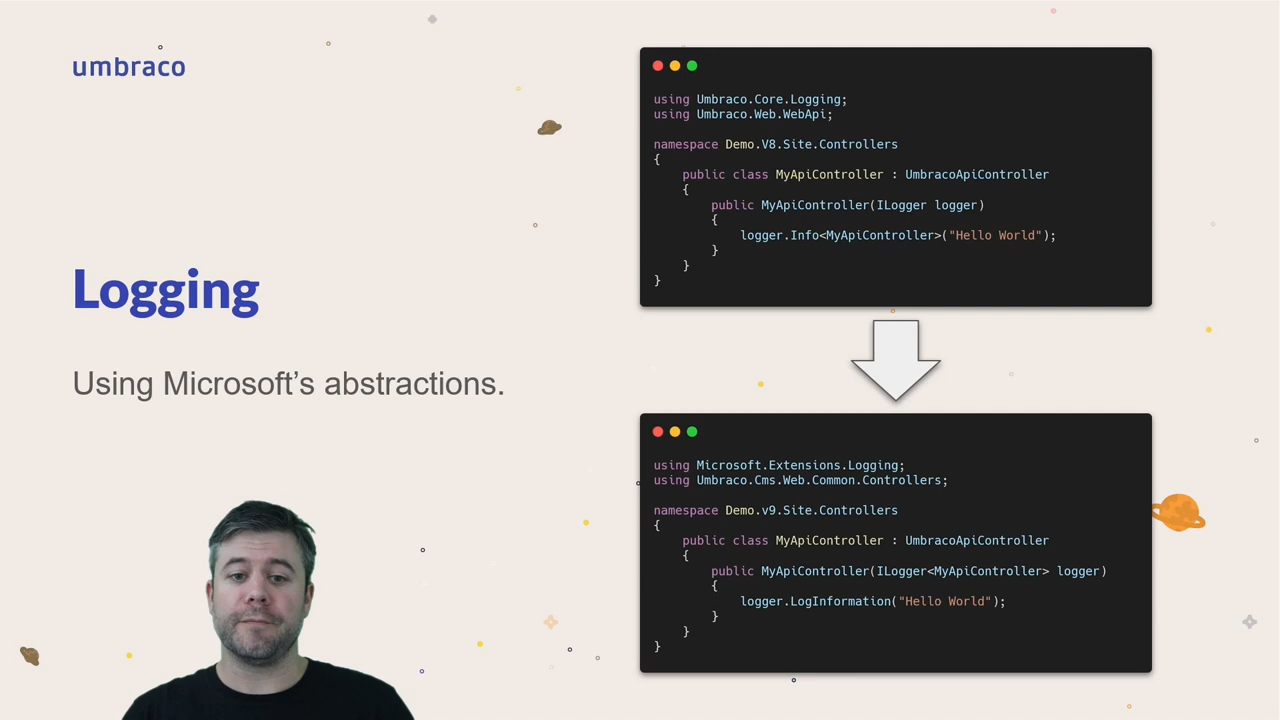 umbraco
Logging
Using Microsoft’s abstractions.
using Umbraco.Core.Logging;
using Umbraco.Web.WebApi;
namespace Demo.V8.Site.Controllers
{
    public class MyApiController : UmbracoApiController
    {
        public MyApiController(ILogger logger)
        {
            logger.Info<MyApiController>("Hello World");
        }
    }
}
using Microsoft.Extensions.Logging;
using Umbraco.Cms.Web.Common.Controllers;
namespace Demo.v9.Site.Controllers
{
    public class MyApiController : UmbracoApiController
    {
        public MyApiController(ILogger<MyApiController> logger)
        {
            logger.LogInformation("Hello World");
        }
    }
}